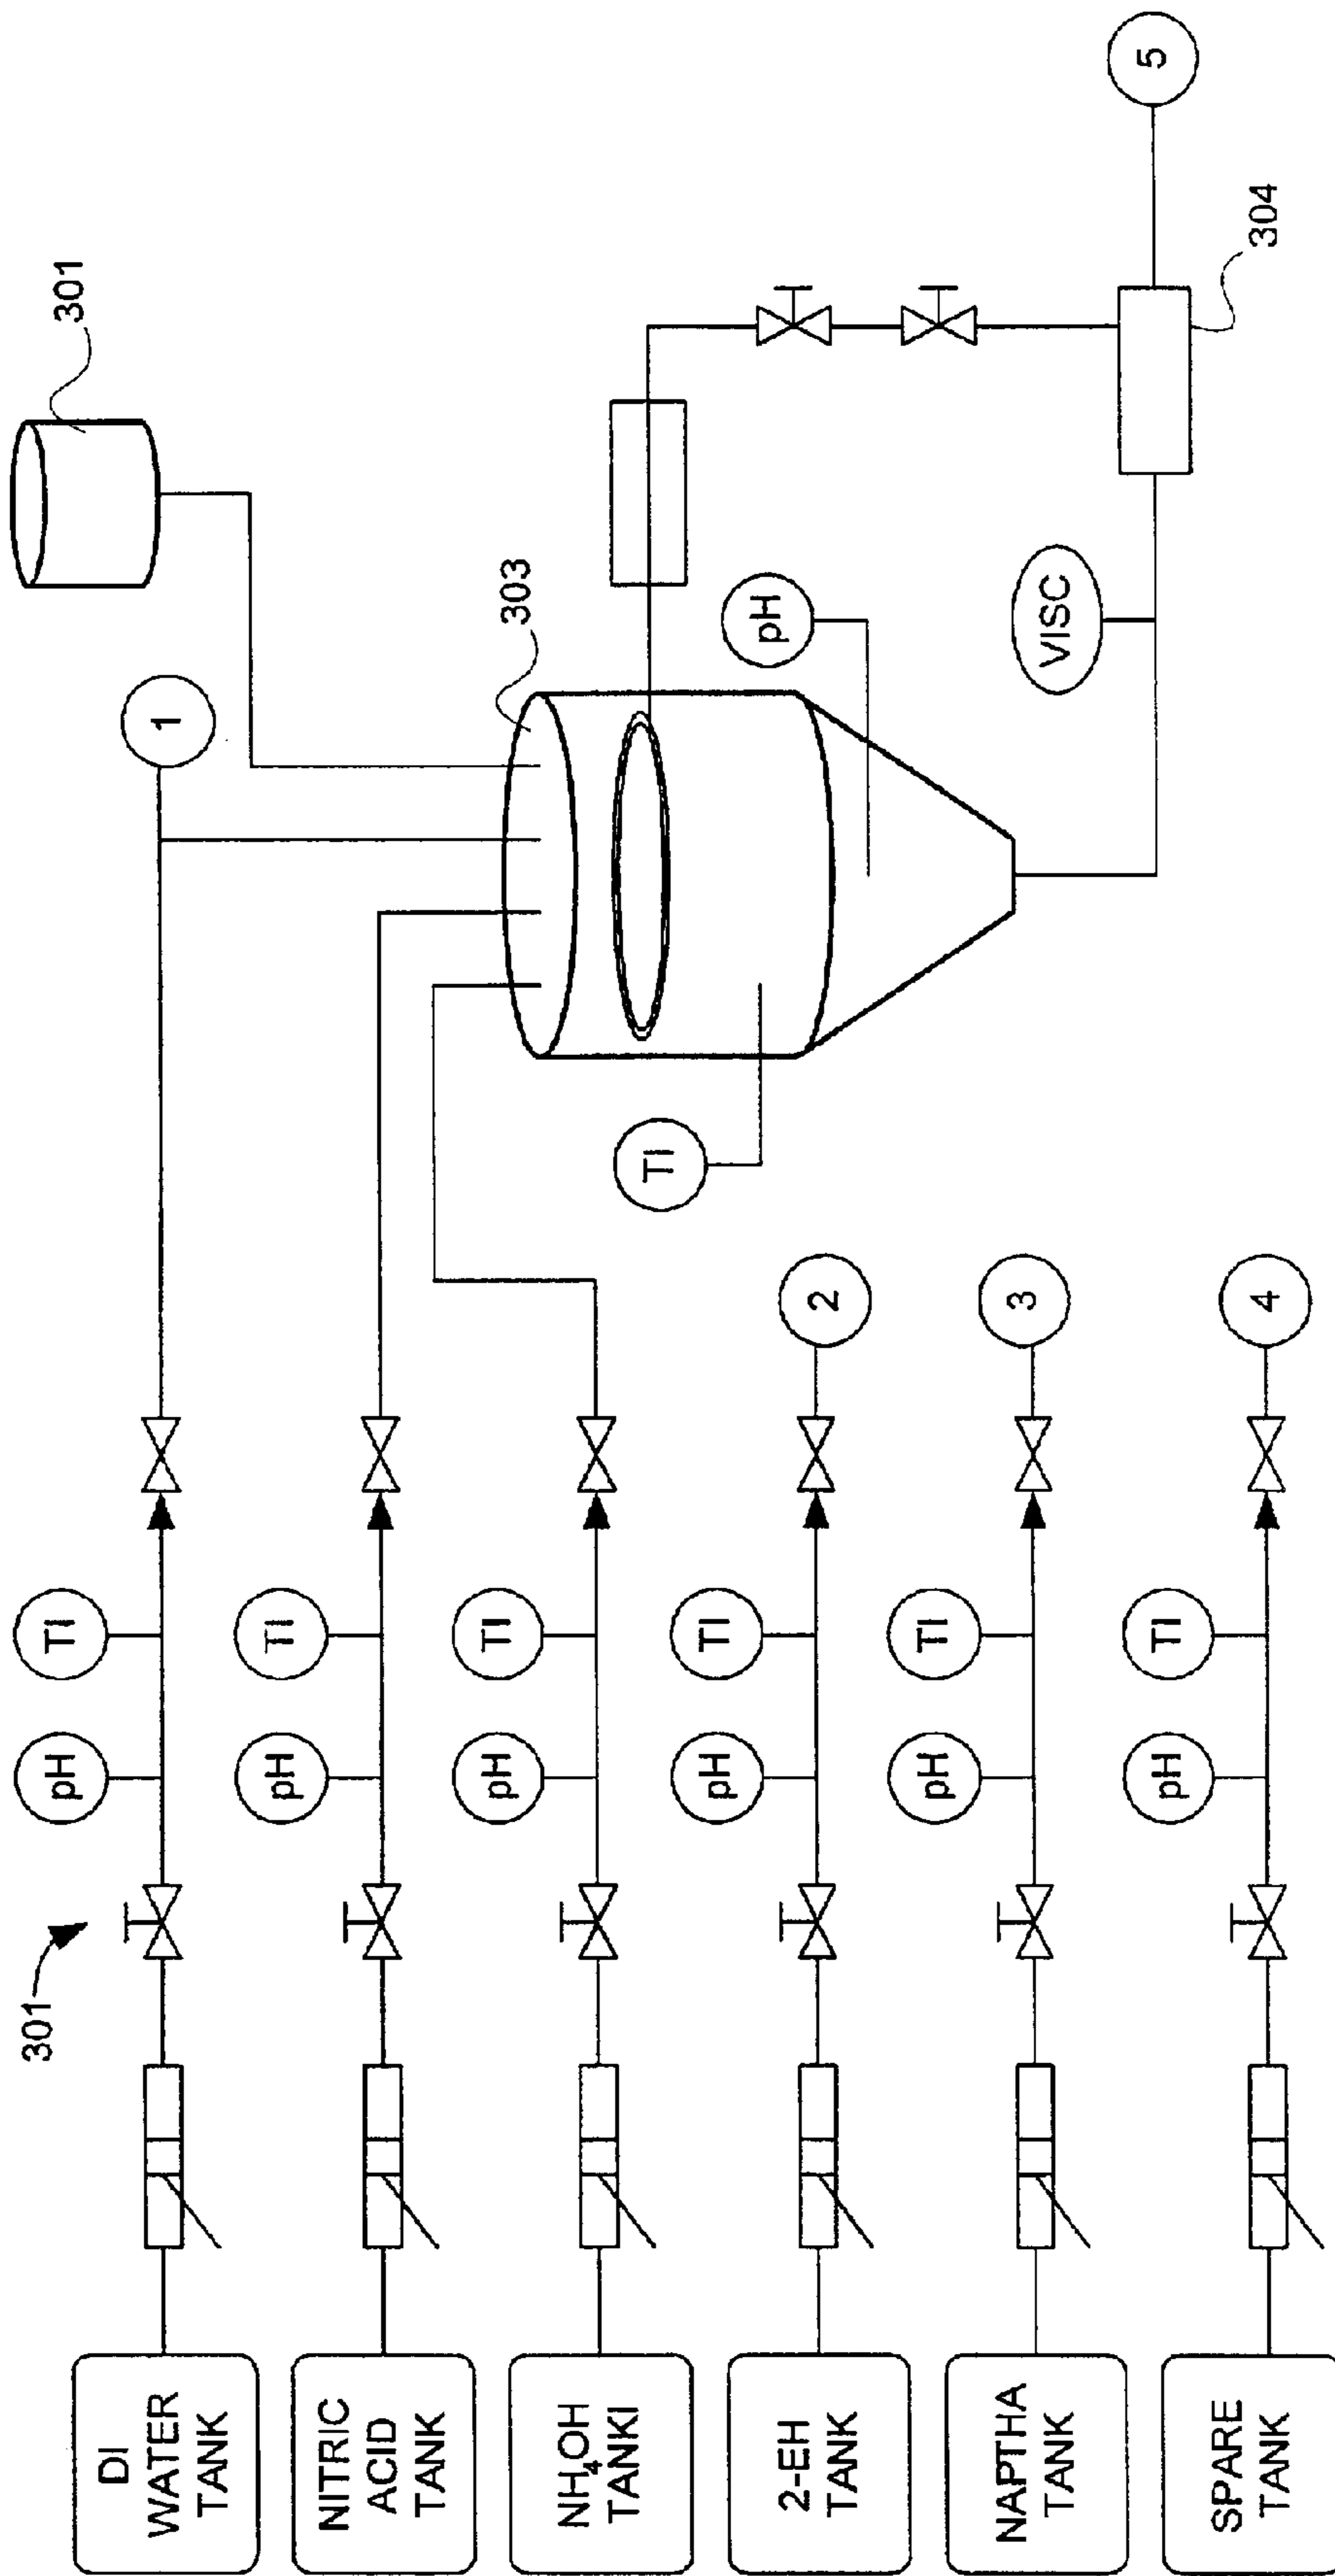 301
DI
WATER
TANK
pH
TI
1
301
NITRIC
ACID
TANK
pH
TI
303
NH4OH
TANKI
pH
TI
TI
pH
2-EH
TANK
pH
TI
2
NAPTHA
TANK
pH
TI
3
VISC
SPARE
TANK
pH
TI
4
304
5